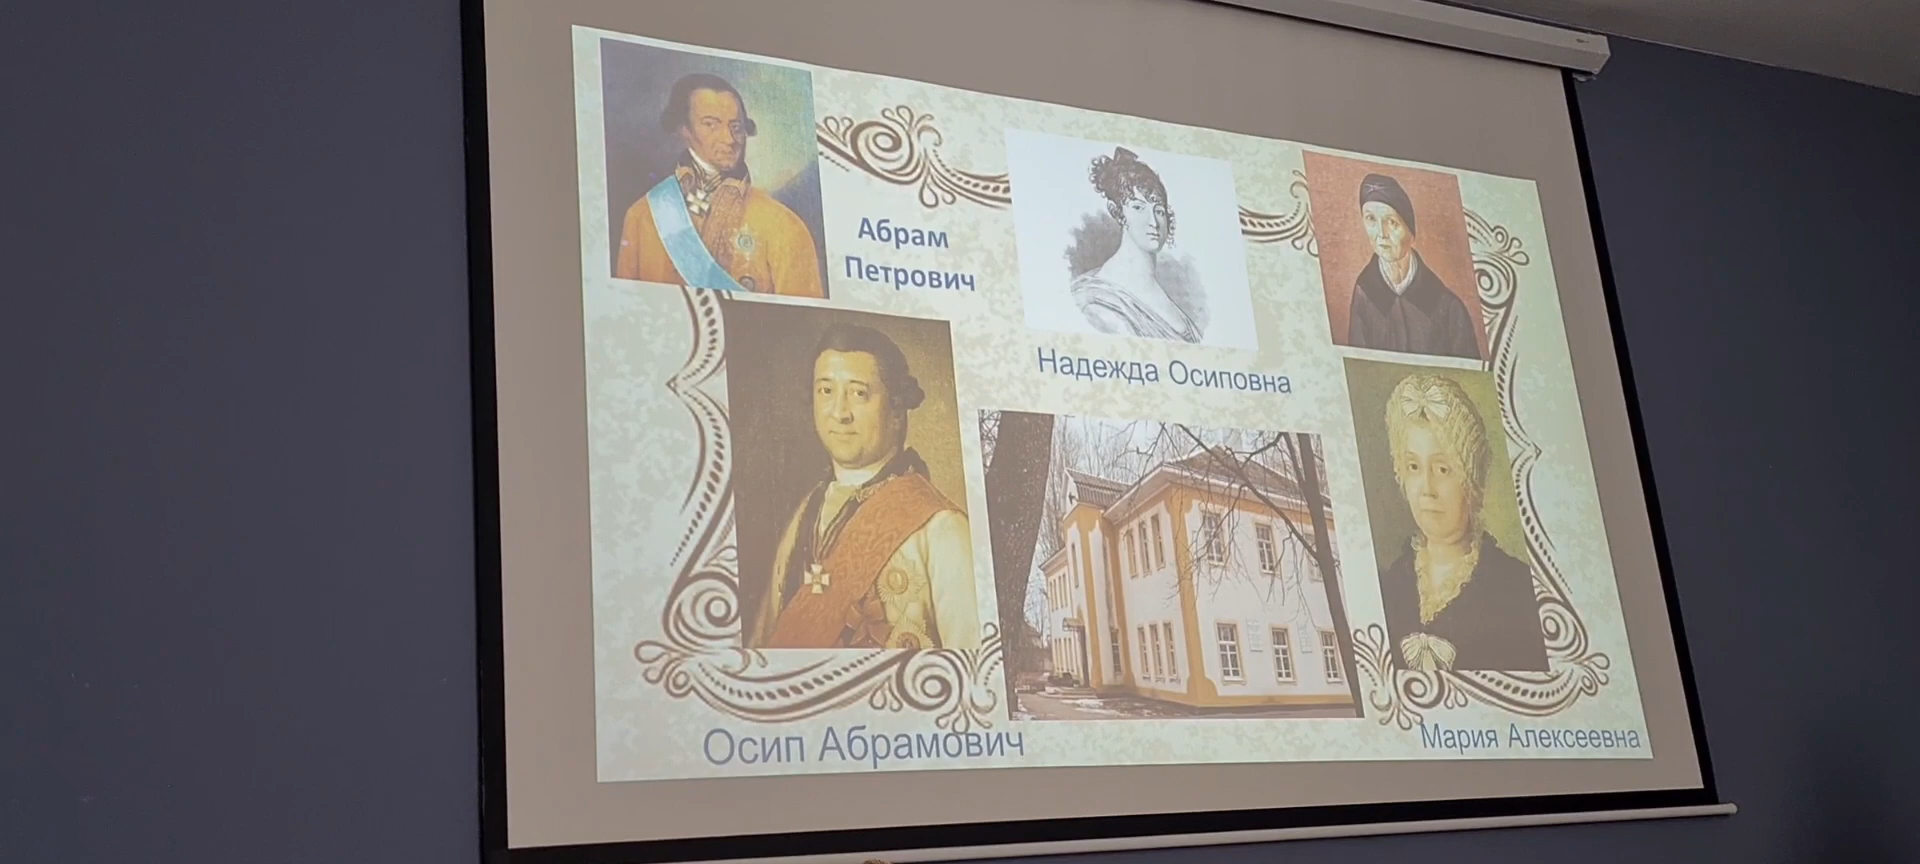 Абрам
Петрович
Надежда Осиповна
Осип Абрамович
Мария Алексеевна